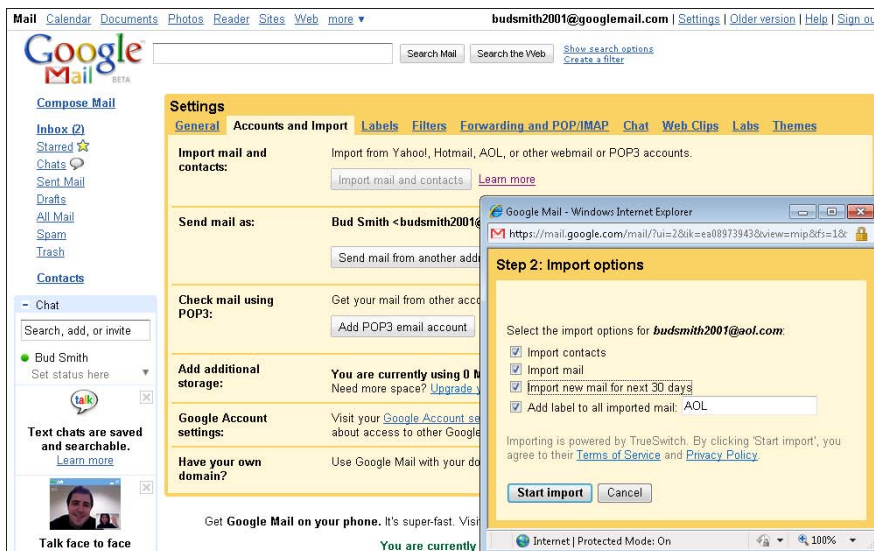 Mail Calendar Documents Photos Reader Sites Web more ▼ budsmith2001@googlemail.com | Settings | Older version | Help | Sign
Google Mail BETA
Search Mail Search the Web Show search options
Create a filter
Compose Mail
Inbox (2)
Starred
Chats
Sent Mail
Drafts
All Mail
Spam
Trash
Contacts
− Chat
Search, add, or invite
Bud Smith
Set status here ▼
talk
Text chats are saved
and searchable.
Learn more
Talk face to face
Settings
General Accounts and Import Labels Filters Forwarding and POP/IMAP Chat Web Clips Labs Themes
Import mail and
contacts:
Import from Yahoo!, Hotmail, AOL, or other webmail or POP3 accounts.
Import mail and contacts Learn more
Send mail as:
Bud Smith <budsmith2001
Send mail from another
Check mail using
POP3:
Get your mail from other
Add POP3 email account
Add additional
storage:
You are currently using 0
Need more space? Upgrade
Google Account
settings:
Visit your Google Account
about access to other Google
Have your own
domain?
Use Google Mail with your
Get Google Mail on your phone. It's super-fast.
You are currently
Google Mail - Windows Internet Explorer
https://mail.google.com/mail/?ui=2&ik=ea08973943&view=mip&fs=1&
Step 2: Import options
Select the import options for budsmith2001@aol.com:
Import contacts
Import mail
Import new mail for next 30 days
Add label to all imported mail: AOL
Importing is powered by TrueSwitch. By clicking 'Start import', you
agree to their Terms of Service and Privacy Policy.
Start import Cancel
Internet | Protected Mode: On 100%